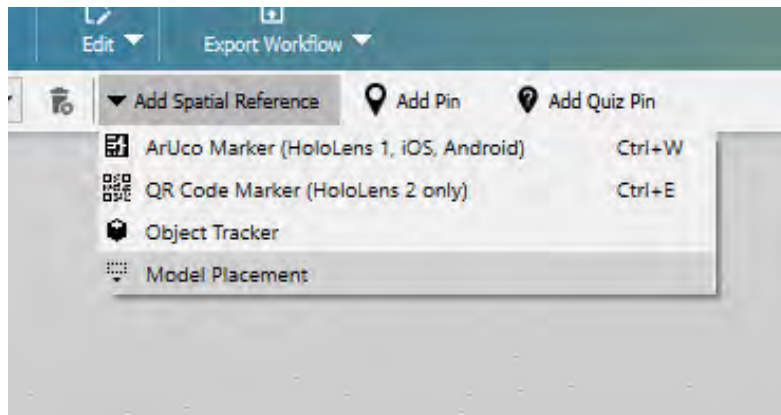 Edit
Export Workflow
Add Spatial Reference
Add Pin
Add Quiz Pin
ArUco Marker (HoloLens 1, iOS, Android) Ctrl+W
QR Code Marker (HoloLens 2 only) Ctrl+E
Object Tracker
Model Placement